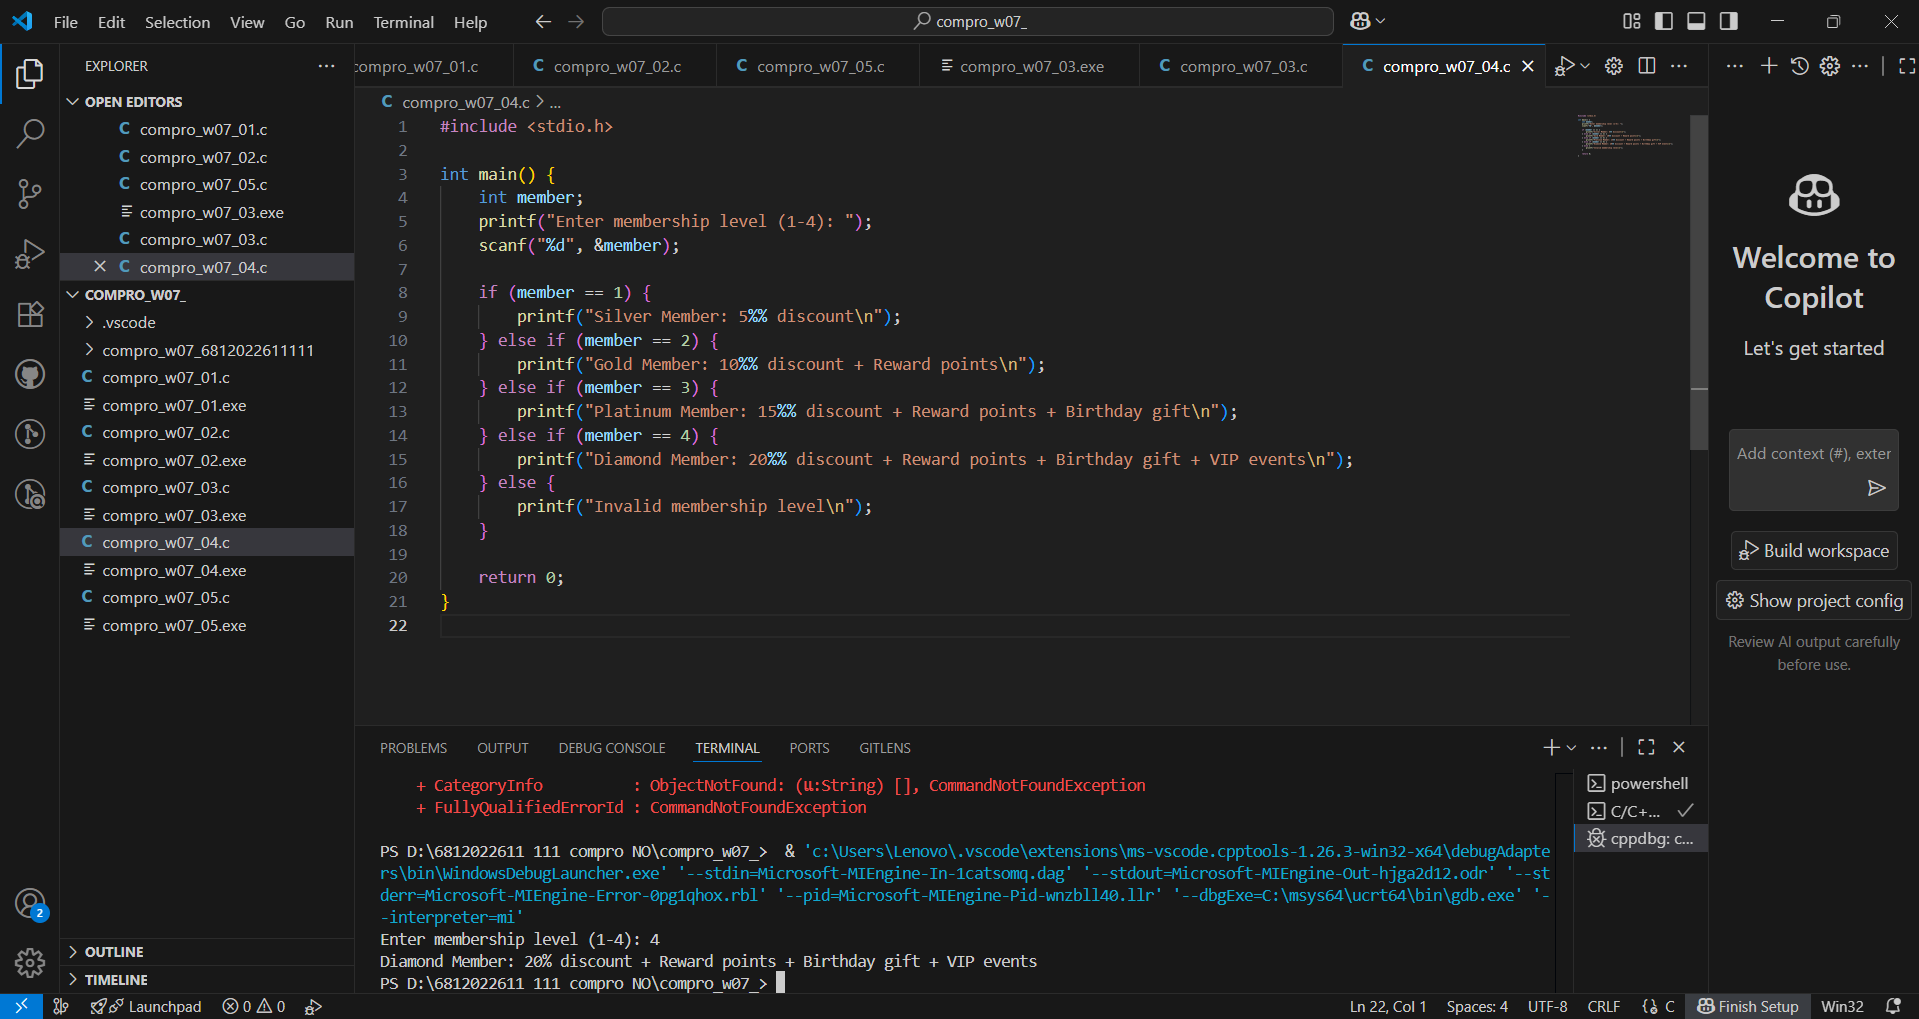 File Edit Selection View Go Run Terminal Help
compro_w07_
EXPLORER
OPEN EDITORS
compro_w07_01.c
compro_w07_02.c
compro_w07_05.c
compro_w07_03.exe
compro_w07_03.c
compro_w07_04.c
COMPRO_W07_
.vscode
compro_w07_6812022611111
compro_w07_01.c
compro_w07_01.exe
compro_w07_02.c
compro_w07_02.exe
compro_w07_03.c
compro_w07_03.exe
compro_w07_04.c
compro_w07_04.exe
compro_w07_05.c
compro_w07_05.exe
OUTLINE
TIMELINE
compro_w07_01.c C compro_w07_02.c C compro_w07_05.c compro_w07_03.exe C compro_w07_03.c C compro_w07_04.c
C compro_w07_04.c > ...
1 #include <stdio.h>
2
3 int main() {
4 int member;
5 printf("Enter membership level (1-4): ");
6 scanf("%d", &member);
7
8 if (member == 1) {
9 printf("Silver Member: 5%% discount\n");
10 } else if (member == 2) {
11 printf("Gold Member: 10%% discount + Reward points\n");
12 } else if (member == 3) {
13 printf("Platinum Member: 15%% discount + Reward points + Birthday gift\n");
14 } else if (member == 4) {
15 printf("Diamond Member: 20%% discount + Reward points + Birthday gift + VIP events\n");
16 } else {
17 printf("Invalid membership level\n");
18 }
19
20 return 0;
21 }
22
PROBLEMS OUTPUT DEBUG CONSOLE TERMINAL PORTS GITLENS
+ CategoryInfo : ObjectNotFound: (แ:String) [], CommandNotFoundException
+ FullyQualifiedErrorId : CommandNotFoundException
PS D:\6812022611 111 compro NO\compro_w07_> & 'c:\Users\Lenovo\.vscode\extensions\ms-vscode.cpptools-1.26.3-win32-x64\debugAdapte
rs\bin\WindowsDebugLauncher.exe' '--stdin=Microsoft-MIEngine-In-1catsomq.dag' '--stdout=Microsoft-MIEngine-Out-hjga2d12.odr' '--st
derr=Microsoft-MIEngine-Error-0pg1qhox.rbl' '--pid=Microsoft-MIEngine-Pid-wnzbll40.llr' '--dbgExe=C:\msys64\ucrt64\bin\gdb.exe' '-
-interpreter=mi'
Enter membership level (1-4): 4
Diamond Member: 20% discount + Reward points + Birthday gift + VIP events
PS D:\6812022611 111 compro NO\compro_w07_>
powershell
C/C+...
cppdbg: c...
Welcome to
Copilot
Let's get started
Add context (#), exter
Build workspace
Show project config
Review AI output carefully
before use.
2
Launchpad 0 0
Ln 22, Col 1 Spaces: 4 UTF-8 CRLF {} C Finish Setup Win32